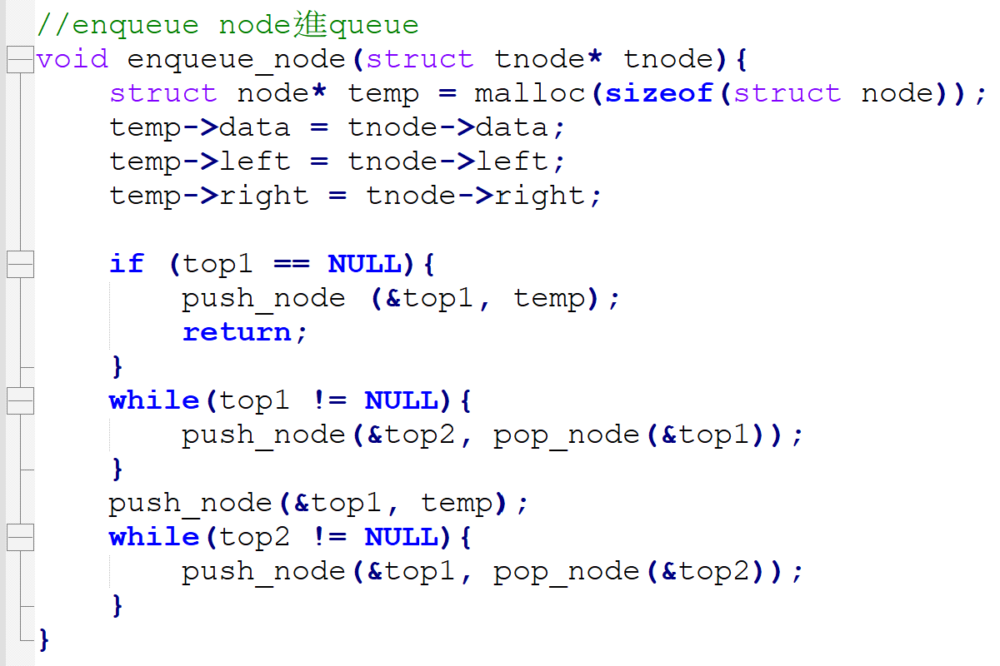 //enqueue node進queue
void enqueue_node(struct tnode* tnode){
    struct node* temp = malloc(sizeof(struct node));
    temp->data = tnode->data;
    temp->left = tnode->left;
    temp->right = tnode->right;

    if (top1 == NULL){
        push_node (&top1, temp);
        return;
    }
    while(top1 != NULL){
        push_node(&top2, pop_node(&top1));
    }
    push_node(&top1, temp);
    while(top2 != NULL){
        push_node(&top1, pop_node(&top2));
    }
}